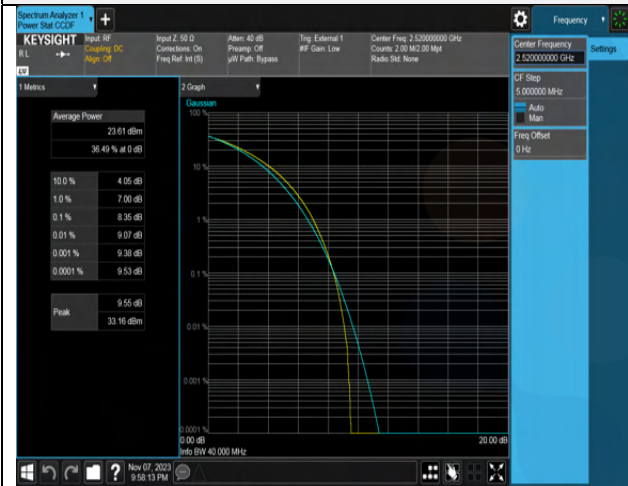 Spectrum Analyzer 1
Power Stat CCDF
Frequency
KEYSIGHT
R L
Input: RF
Coupling: DC
Align: Off
Input Z: 50 Ω
Corrections: On
Freq Ref: Int (S)
Atten: 40 dB
Preamp: Off
µW Path: Bypass
Trig: External 1
#IF Gain: Low
Center Freq: 2.520000000 GHz
Counts: 2.00 M/2.00 Mpt
Radio Std: None
Center Frequency
2.520000000 GHz
Settings
CF Step
5.000000 MHz
Auto
Man
Freq Offset
0 Hz
1 Metrics
Average Power
23.61 dBm
36.49 % at 0 dB
10.0 % 4.05 dB
1.0 % 7.00 dB
0.1 % 8.35 dB
0.01 % 9.07 dB
0.001 % 9.38 dB
0.0001 % 9.53 dB
Peak 9.55 dB
33.16 dBm
2 Graph
Gaussian
100 %
10 %
1 %
0.1 %
0.01 %
0.001 %
0.0001 %
0.00 dB 20.00 dB
Info BW 40.000 MHz
Nov 07, 2023
9:58:13 PM